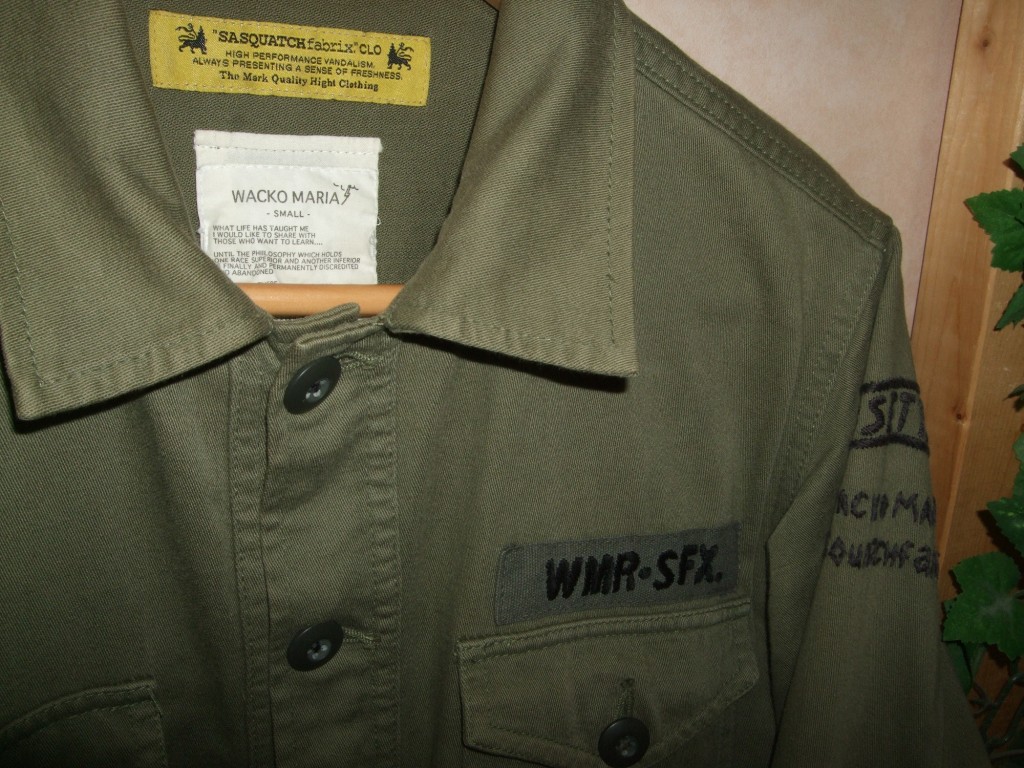 "SASQUATCHfabrix."CLO
HIGH PERFORMANCE VANDALISM.
ALWAYS PRESENTING A SENSE OF FRESHNESS.
The Mark Quality Hight Clothing
WACKO MARIA
- SMALL -
WHAT LIFE HAS TAUGHT ME
I WOULD LIKE TO SHARE WITH
THOSE WHO WANT TO LEARN....
UNTIL THE PHILOSOPHY WHICH HOLDS
ONE RACE SUPERIOR AND ANOTHER INFERIOR
FINALLY AND PERMANENTLY DISCREDITED
ABANDONED
WMR•SFX.
SIT